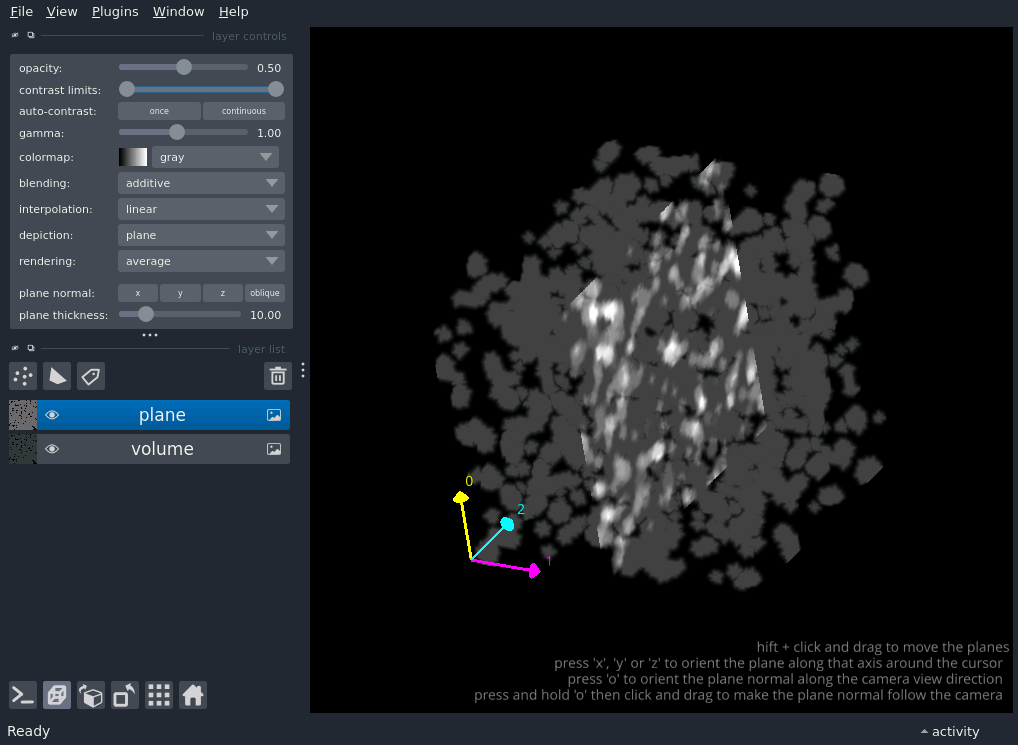 File View Plugins Window Help
layer controls
opacity: 0.50
contrast limits:
auto-contrast: once continuous
gamma: 1.00
colormap: gray
blending: additive
interpolation: linear
depiction: plane
rendering: average
plane normal: x y z oblique
plane thickness: 10.00
layer list
plane
volume
0
2
1
hift + click and drag to move the planes
press 'x', 'y' or 'z' to orient the plane along that axis around the cursor
press 'o' to orient the plane normal along the camera view direction
press and hold 'o' then click and drag to make the plane normal follow the camera
Ready activity